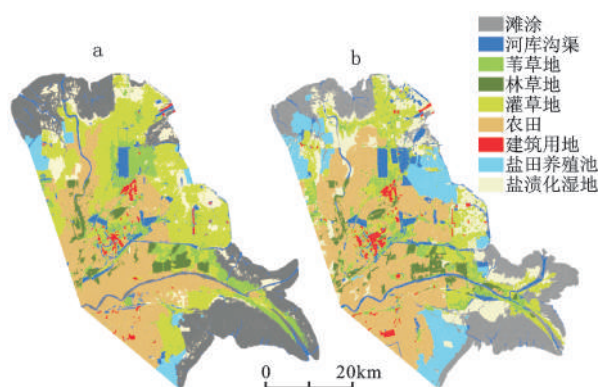 a
b
滩涂
河库沟渠
苇草地
林草地
灌草地
农田
建筑用地
盐田养殖池
盐渍化湿地
0 20km